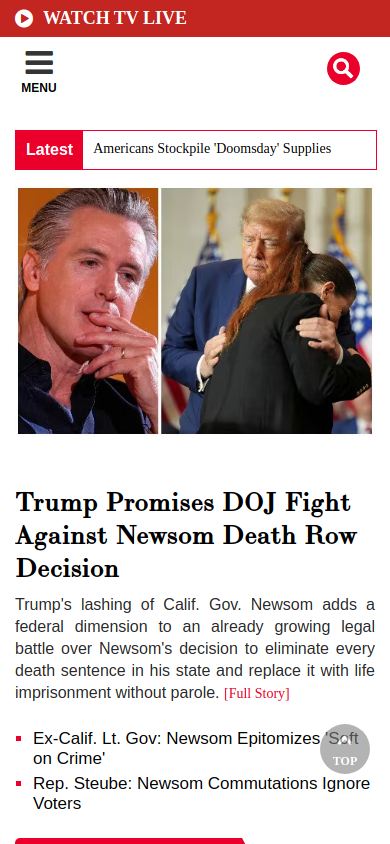 WATCH TV LIVE
MENU
Latest
Americans Stockpile 'Doomsday' Supplies
Trump Promises DOJ Fight
Against Newsom Death Row
Decision
Trump's lashing of Calif. Gov. Newsom adds a
federal dimension to an already growing legal
battle over Newsom's decision to eliminate every
death sentence in his state and replace it with life
imprisonment without parole. [Full Story]
Ex-Calif. Lt. Gov: Newsom Epitomizes 'Soft
on Crime'
TOP
Rep. Steube: Newsom Commutations Ignore
Voters